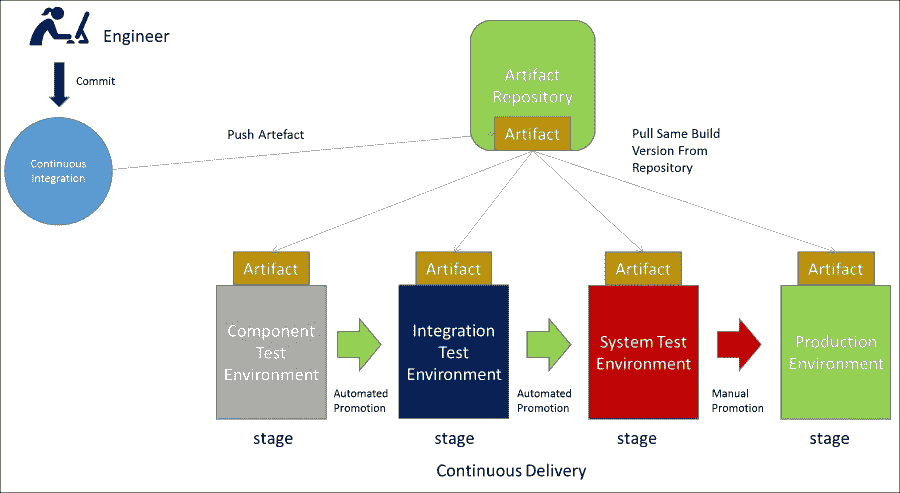 Engineer
Commit
Continuous
Integration
Push Artefact
Artifact
Repository
Artifact
Pull Same Build
Version From
Repository
Artifact
Artifact
Artifact
Artifact
Component
Test
Environment
Automated
Promotion
Integration
Test
Environment
Automated
Promotion
System Test
Environment
Manual
Promotion
Production
Environment
stage
stage
stage
stage
Continuous Delivery